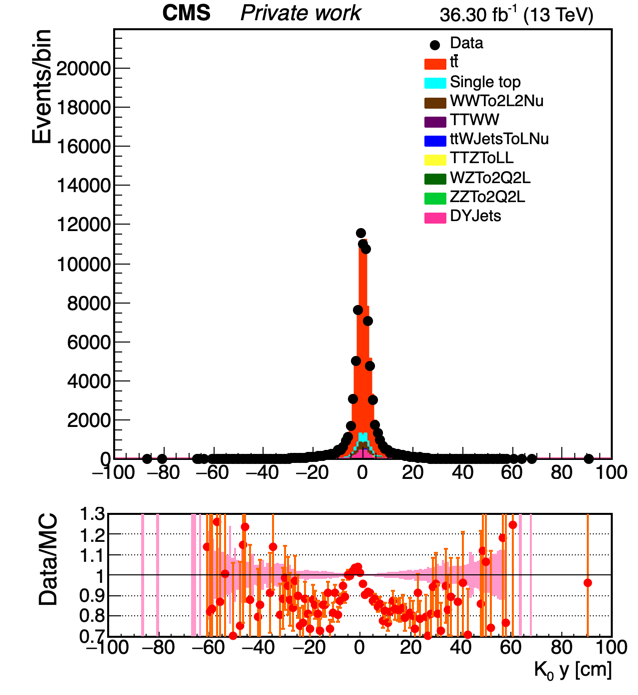 CMS Private work 36.30 fb⁻¹ (13 TeV)
Events/bin
20000
18000
16000
14000
12000
10000
8000
6000
4000
2000
0
Data
tt̄
Single top
WWTo2L2Nu
TTWW
ttWJetsToLNu
TTZToLL
WZTo2Q2L
ZZTo2Q2L
DYJets
−100 −80 −60 −40 −20 0 20 40 60 80 100
Data/MC
1.3
1.2
1.1
1
0.9
0.8
0.7
−100 −80 −60 −40 −20 0 20 40 60 80 100
K₀ y [cm]